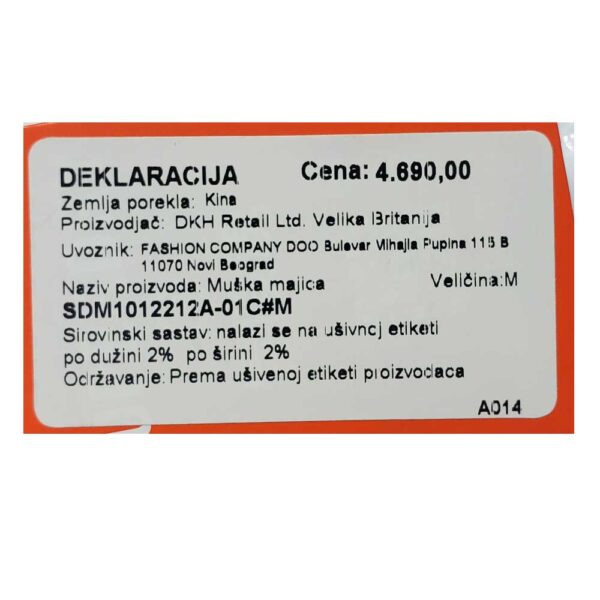 DEKLARACIJA Cena: 4.690,00
Zemlja porekla: Kina
Proizvodjač: DKH Retail Ltd. Velika Britanija
Uvoznik: FASHION COMPANY DOO Bulevar Mihajla Pupina 115 B
11070 Novi Beograd
Naziv proizvoda: Muška majica Veličina:M
SDM1012212A-01C#M
Sirovinski sastav: nalazi se na ušivnoj etiketi
po dužini 2% po širini 2%
Održavanje: Prema ušivenoj etiketi proizvodaca
A014